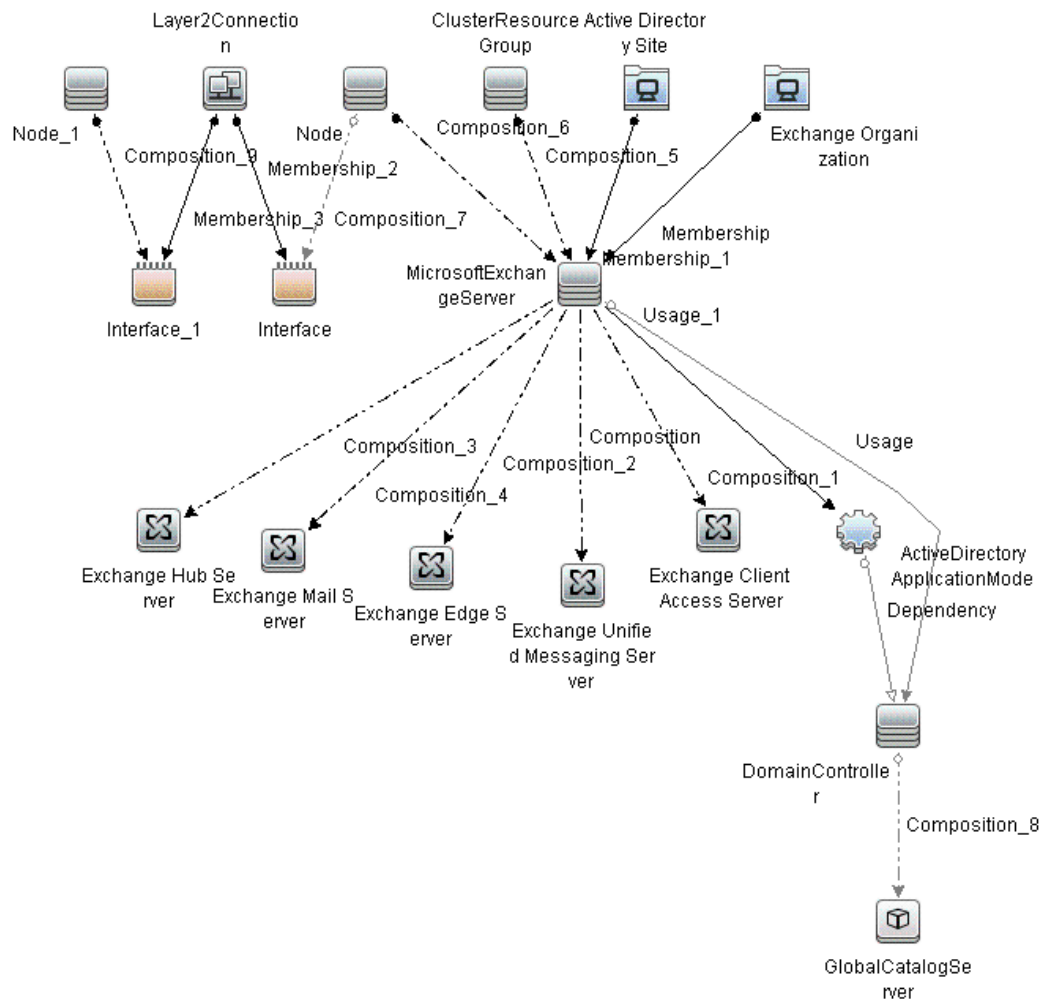 Layer2Connectio
n
ClusterResource
Group
Active Director
y Site
Node_1
Node
Exchange Organi
zation
Composition_9
Membership_2
Composition_6
Composition_5
Membership_3
Composition_7
Membership
Membership_1
Interface_1
Interface
MicrosoftExchan
geServer
Usage_1
Usage
Composition_3
Composition
Composition_2
Composition_1
Composition_4
Exchange Hub Se
rver
Exchange Mail S
erver
Exchange Edge S
erver
Exchange Unifie
d Messaging Ser
ver
Exchange Client
Access Server
ActiveDirectory
ApplicationMode
Dependency
DomainControlle
r
Composition_8
GlobalCatalogSe
rver